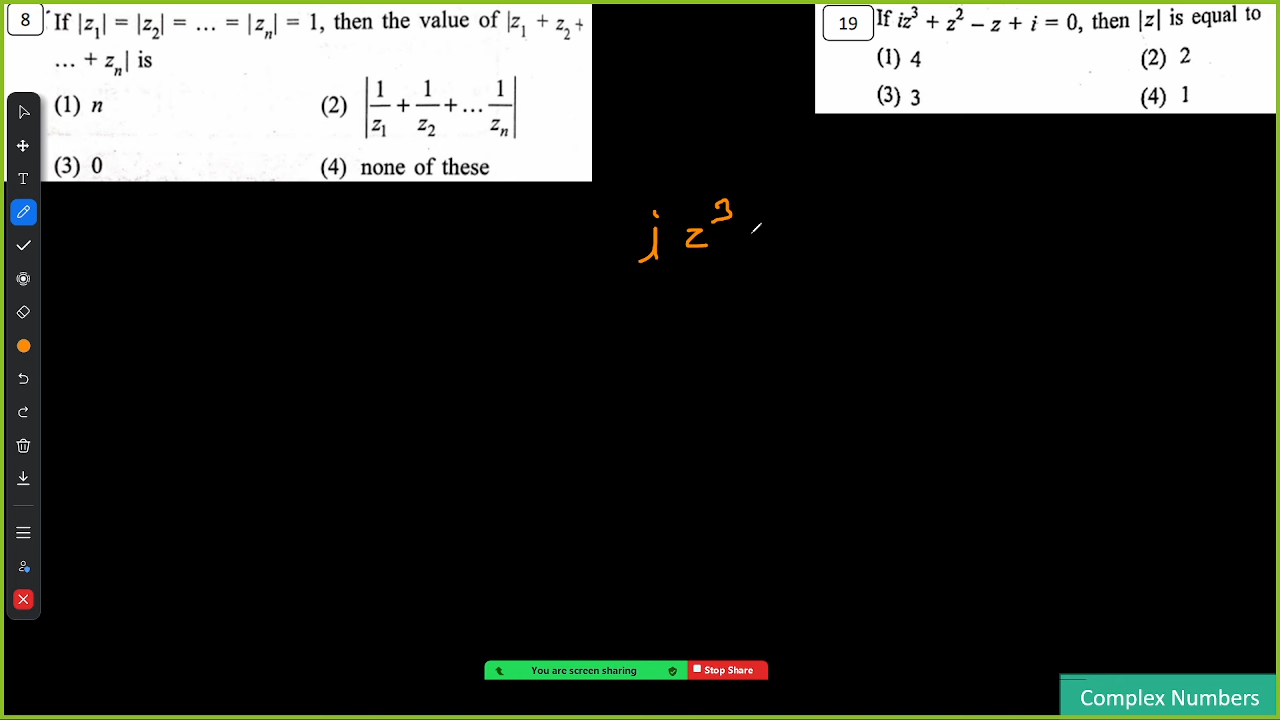 8 If |z₁| = |z₂| = ... = |zₙ| = 1, then the value of |z₁ + z₂ +
... + zₙ| is
(1) n (2) |1/z₁ + 1/z₂ + ... 1/zₙ|
(3) 0 (4) none of these
19 If iz³ + z² − z + i = 0, then |z| is equal to
(1) 4 (2) 2
(3) 3 (4) 1
T
i z³
You are screen sharing Stop Share
Complex Numbers